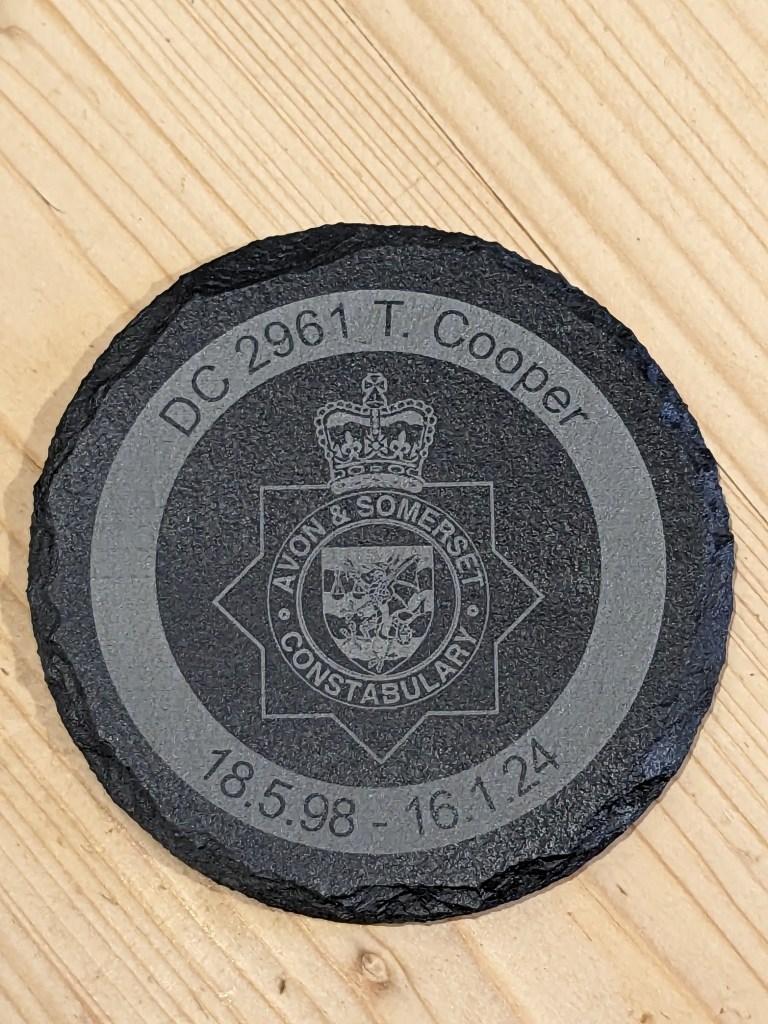 DC 2961 T. Cooper
AVON & SOMERSET
CONSTABULARY
18.5.98 - 16.1.24